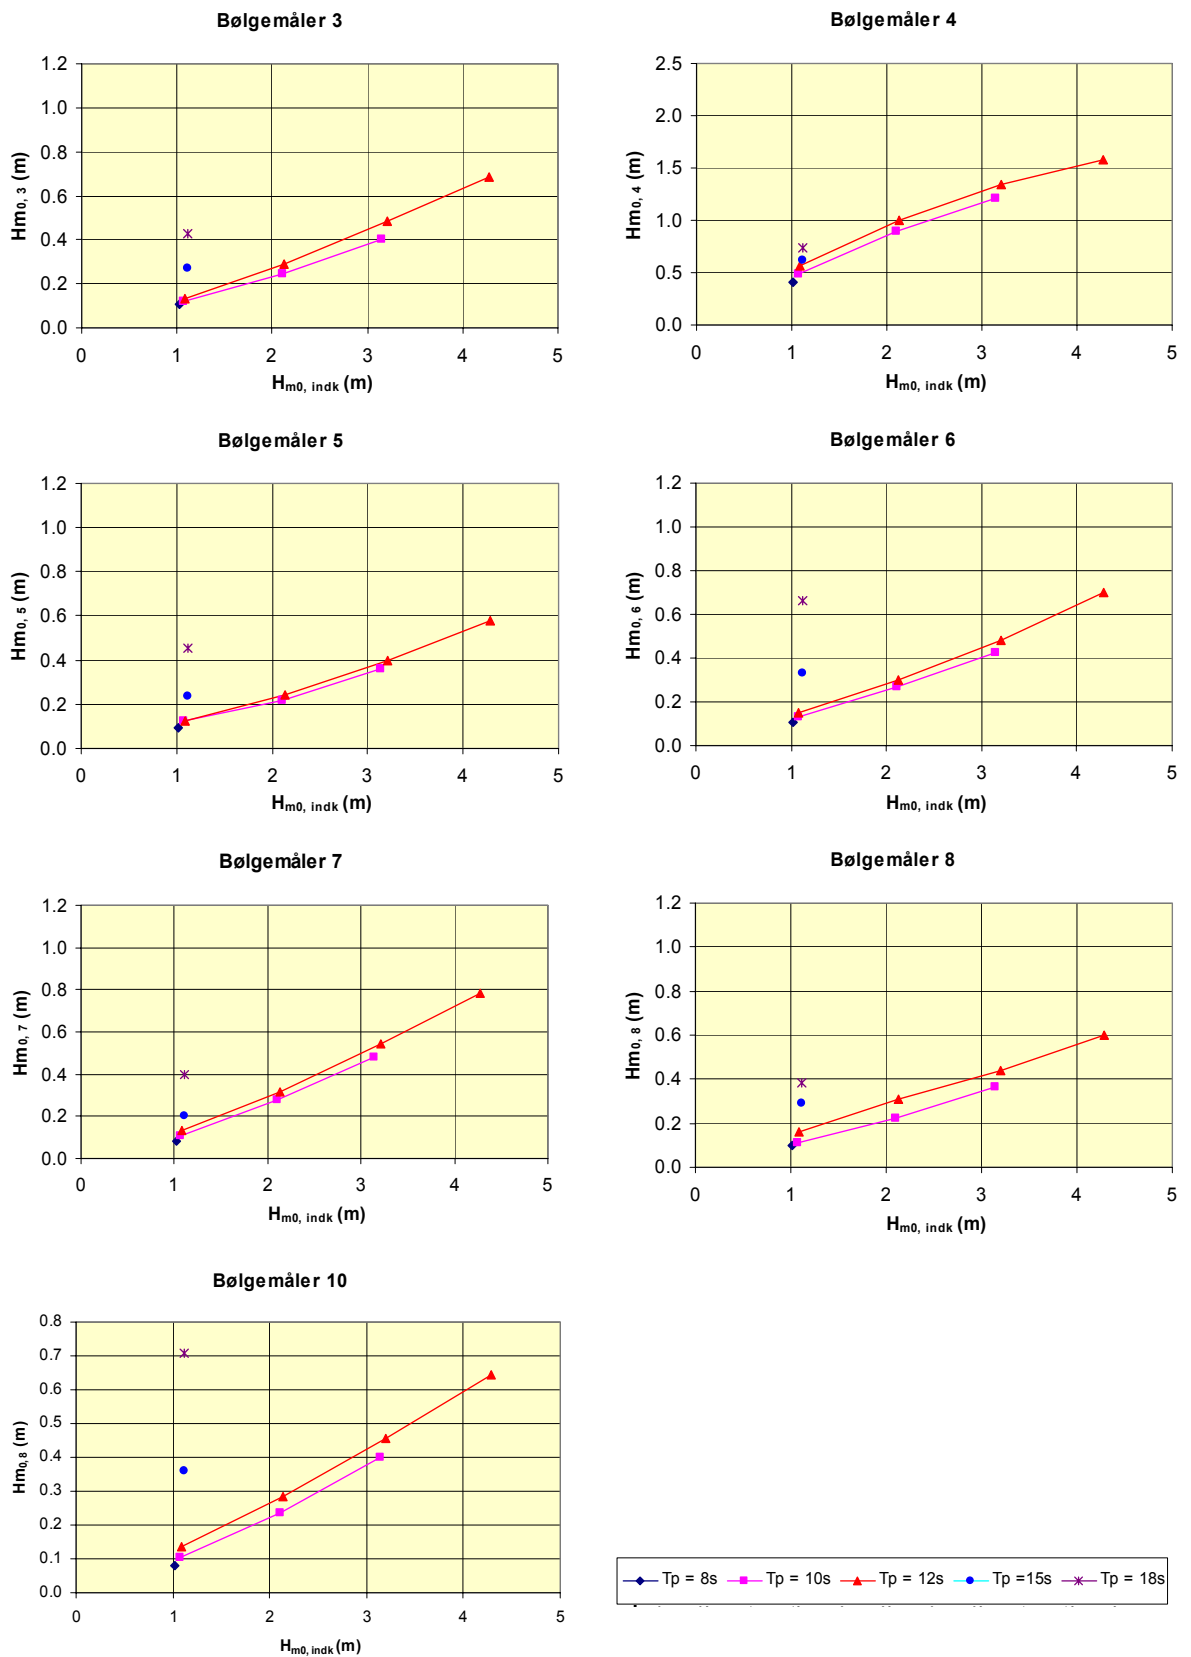 Bølgemåler 3
1.2
1.0
0.8
0.6
0.4
0.2
0.0
0 1 2 3 4 5
Hm0, 3 (m)
Hm0, indk (m)
Bølgemåler 4
2.5
2.0
1.5
1.0
0.5
0.0
0 1 2 3 4 5
Hm0, 4 (m)
Hm0, indk (m)
Bølgemåler 5
1.2
1.0
0.8
0.6
0.4
0.2
0.0
0 1 2 3 4 5
Hm0, 5 (m)
Hm0, indk (m)
Bølgemåler 6
1.2
1.0
0.8
0.6
0.4
0.2
0.0
0 1 2 3 4 5
Hm0, 6 (m)
Hm0, indk (m)
Bølgemåler 7
1.2
1.0
0.8
0.6
0.4
0.2
0.0
0 1 2 3 4 5
Hm0, 7 (m)
Hm0, indk (m)
Bølgemåler 8
1.2
1.0
0.8
0.6
0.4
0.2
0.0
0 1 2 3 4 5
Hm0, 8 (m)
Hm0, indk (m)
Bølgemåler 10
0.8
0.7
0.6
0.5
0.4
0.3
0.2
0.1
0.0
0 1 2 3 4 5
Hm0,8 (m)
Hm0, indk (m)
Tp = 8s Tp = 10s Tp = 12s Tp =15s Tp = 18s